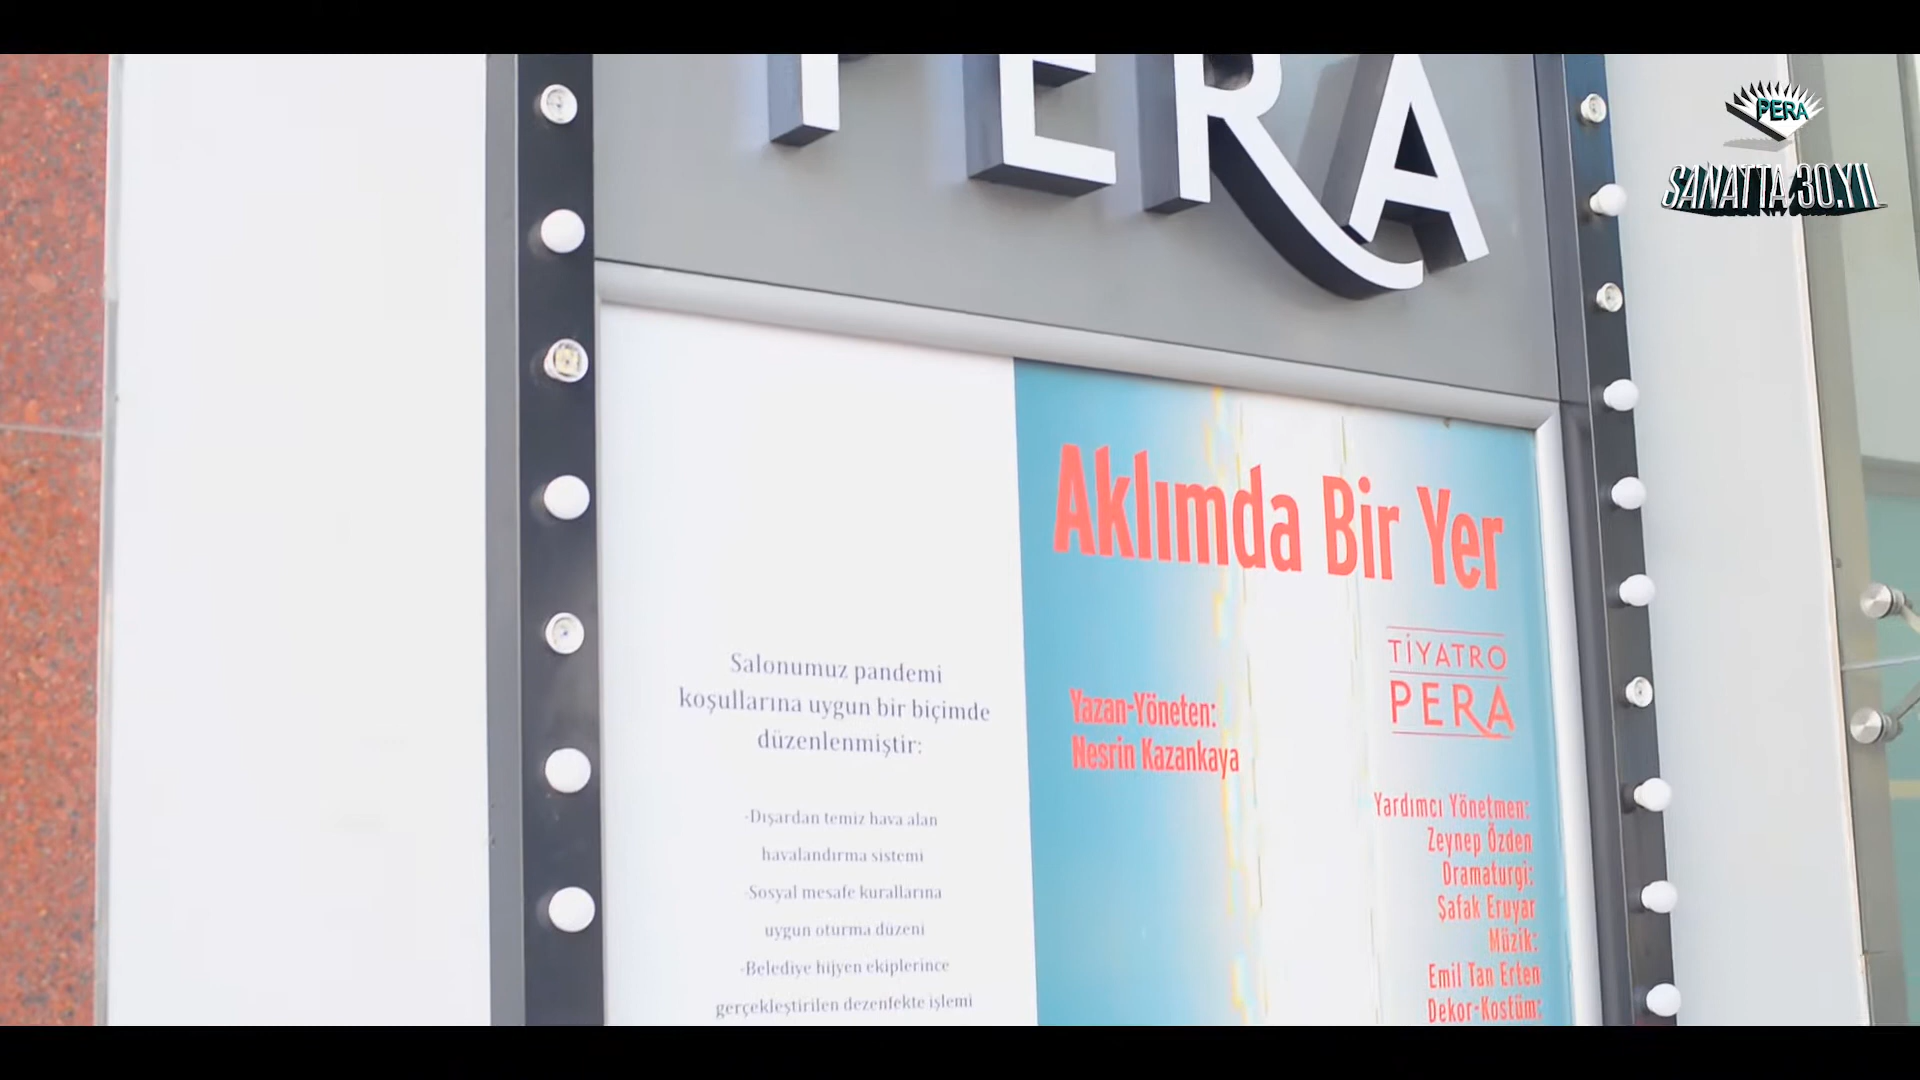 PERA
PERA
SANATTA 30.YIL
Aklımda Bir Yer
TİYATRO
PERA
Yazan-Yöneten:
Nesrin Kazankaya
Yardımcı Yönetmen:
Zeynep Özden
Dramaturgi:
Şafak Eruyar
Müzik:
Emil Tan Erten
Dekor-Kostüm:
Salonumuz pandemi
koşullarına uygun bir biçimde
düzenlenmiştir:
-Dışardan temiz hava alan
havalandırma sistemi
-Sosyal mesafe kurallarına
uygun oturma düzeni
-Belediye hijyen ekiplerince
gerçekleştirilen dezenfekte işlemi